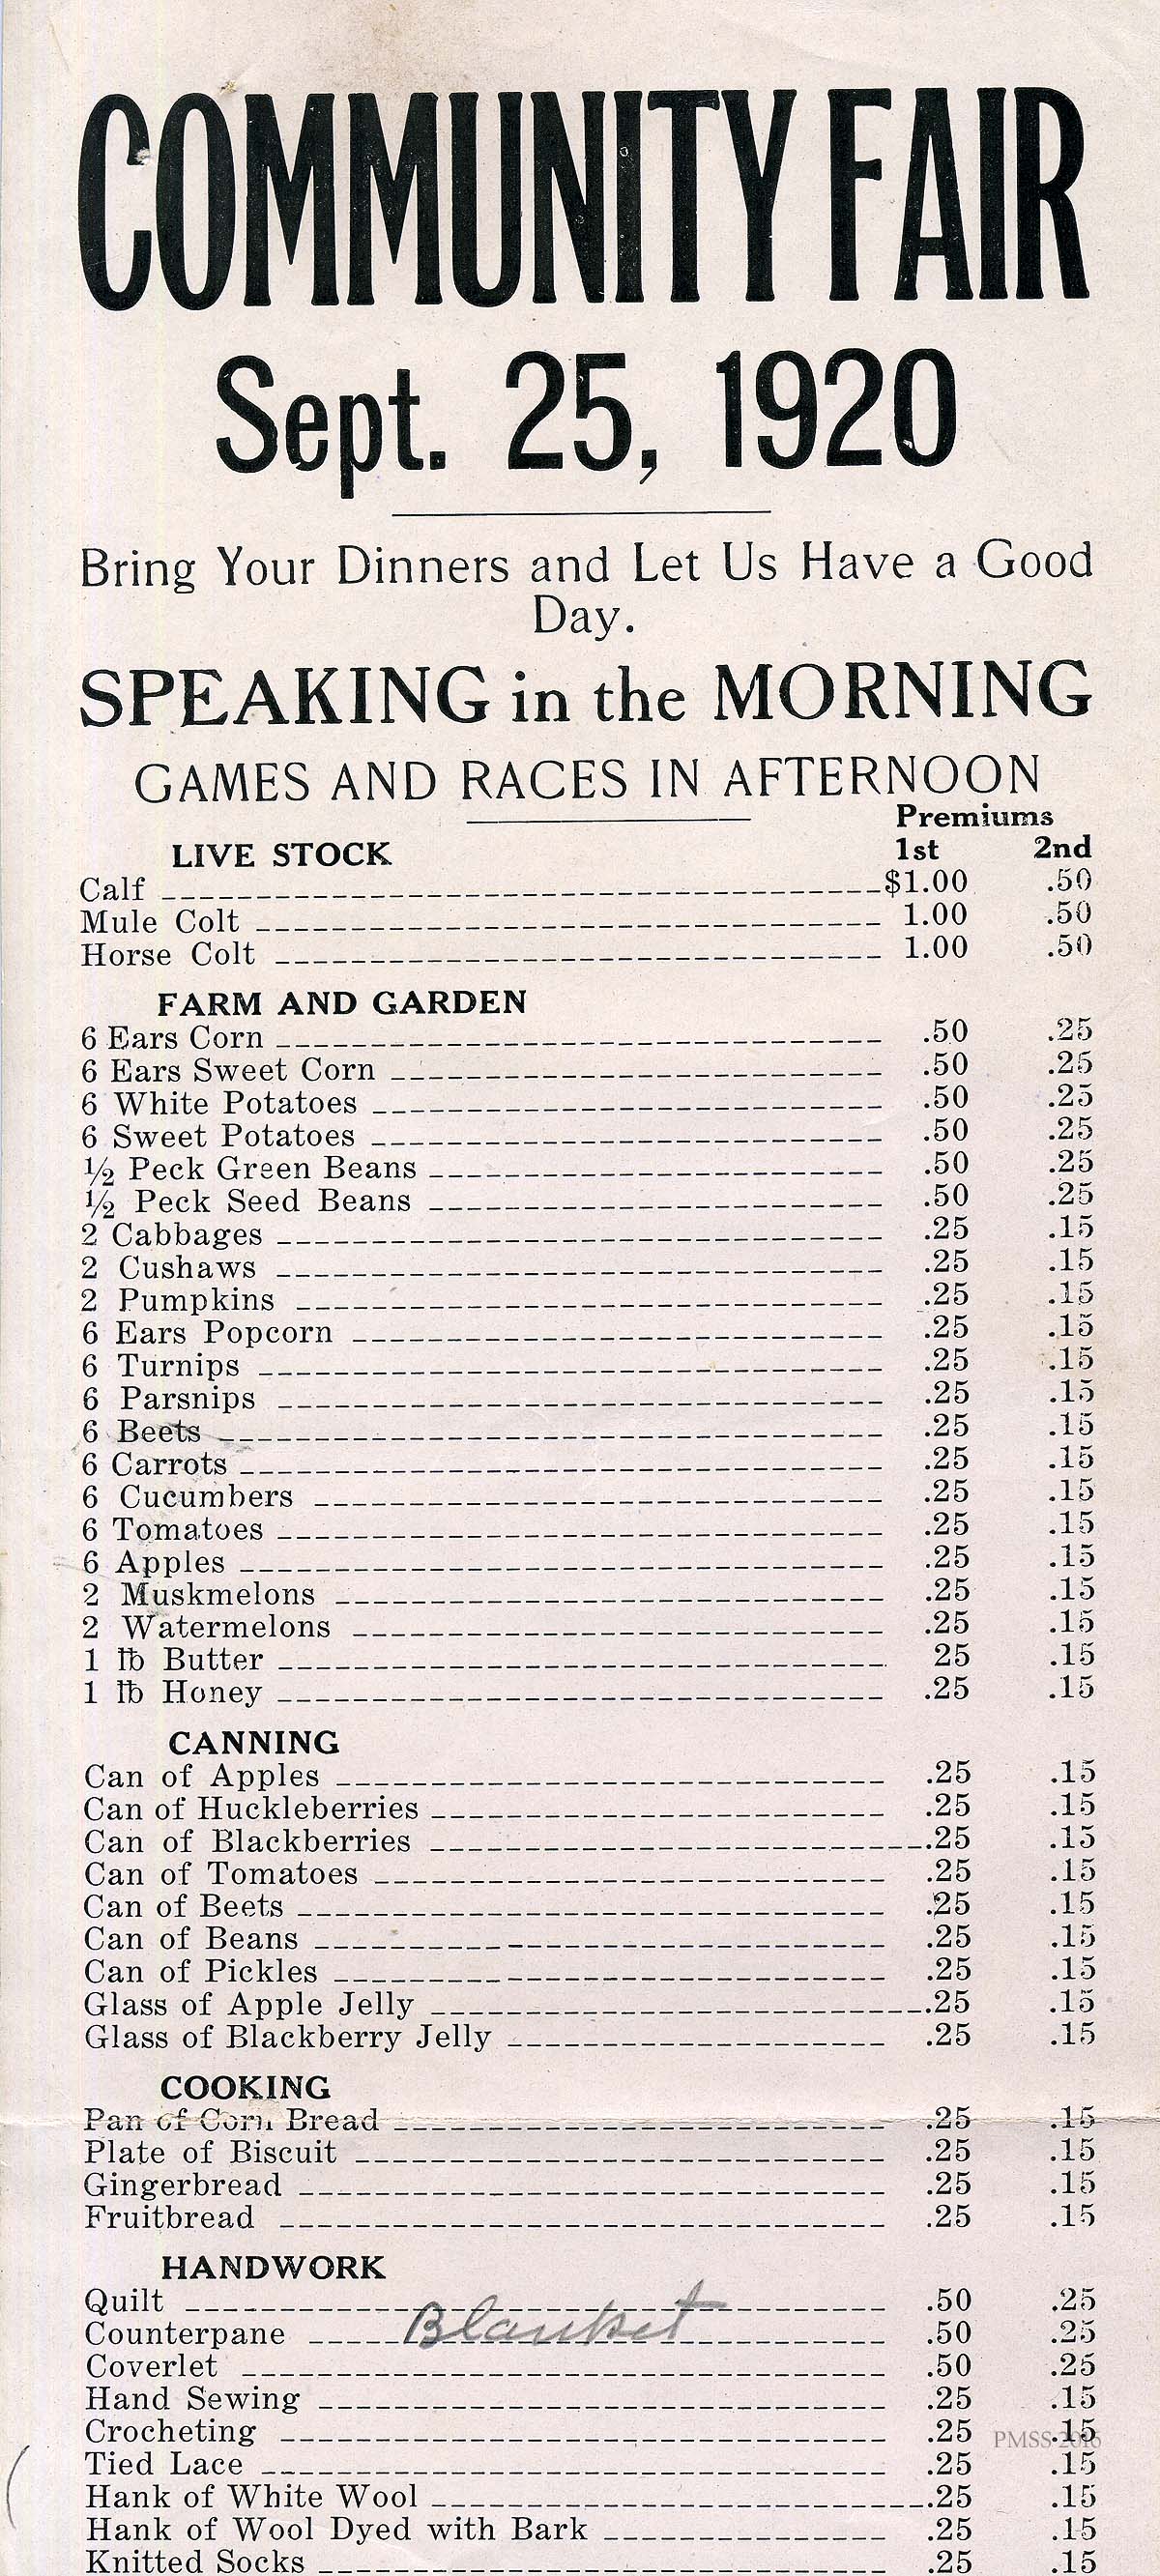 COMMUNITY FAIR
Sept. 25, 1920
Bring Your Dinners and Let Us Have a Good
Day.
SPEAKING in the MORNING
GAMES AND RACES IN AFTERNOON
Premiums
LIVE STOCK 1st 2nd
Calf $1.00 .50
Mule Colt 1.00 .50
Horse Colt 1.00 .50
FARM AND GARDEN
6 Ears Corn .50 .25
6 Ears Sweet Corn .50 .25
6 White Potatoes .50 .25
6 Sweet Potatoes .50 .25
½ Peck Green Beans .50 .25
½ Peck Seed Beans .50 .25
2 Cabbages .25 .15
2 Cushaws .25 .15
2 Pumpkins .25 .15
6 Ears Popcorn .25 .15
6 Turnips .25 .15
6 Parsnips .25 .15
6 Beets .25 .15
6 Carrots .25 .15
6 Cucumbers .25 .15
6 Tomatoes .25 .15
6 Apples .25 .15
2 Muskmelons .25 .15
2 Watermelons .25 .15
1 ℔ Butter 25 .15
1 ℔ Honey .25 .15
CANNING
Can of Apples .25 .15
Can of Huckleberries .25 .15
Can of Blackberries .25 .15
Can of Tomatoes .25 .15
Can of Beets .25 .15
Can of Beans .25 .15
Can of Pickles .25 .15
Glass of Apple Jelly .25 .15
Glass of Blackberry Jelly .25 .15
COOKING
Pan of Corn Bread .25 .15
Plate of Biscuit .25 .15
Gingerbread .25 .15
Fruitbread .25 .15
HANDWORK
Quilt .50 .25
Counterpane Blanket .50 .25
Coverlet .50 .25
Hand Sewing .25 .15
Crocheting .25 .15
PMSS 2016
Tied Lace .25 .15
Hank of White Wool .25 .15
Hank of Wool Dyed with Bark .25 .15
Knitted Socks .25 .15